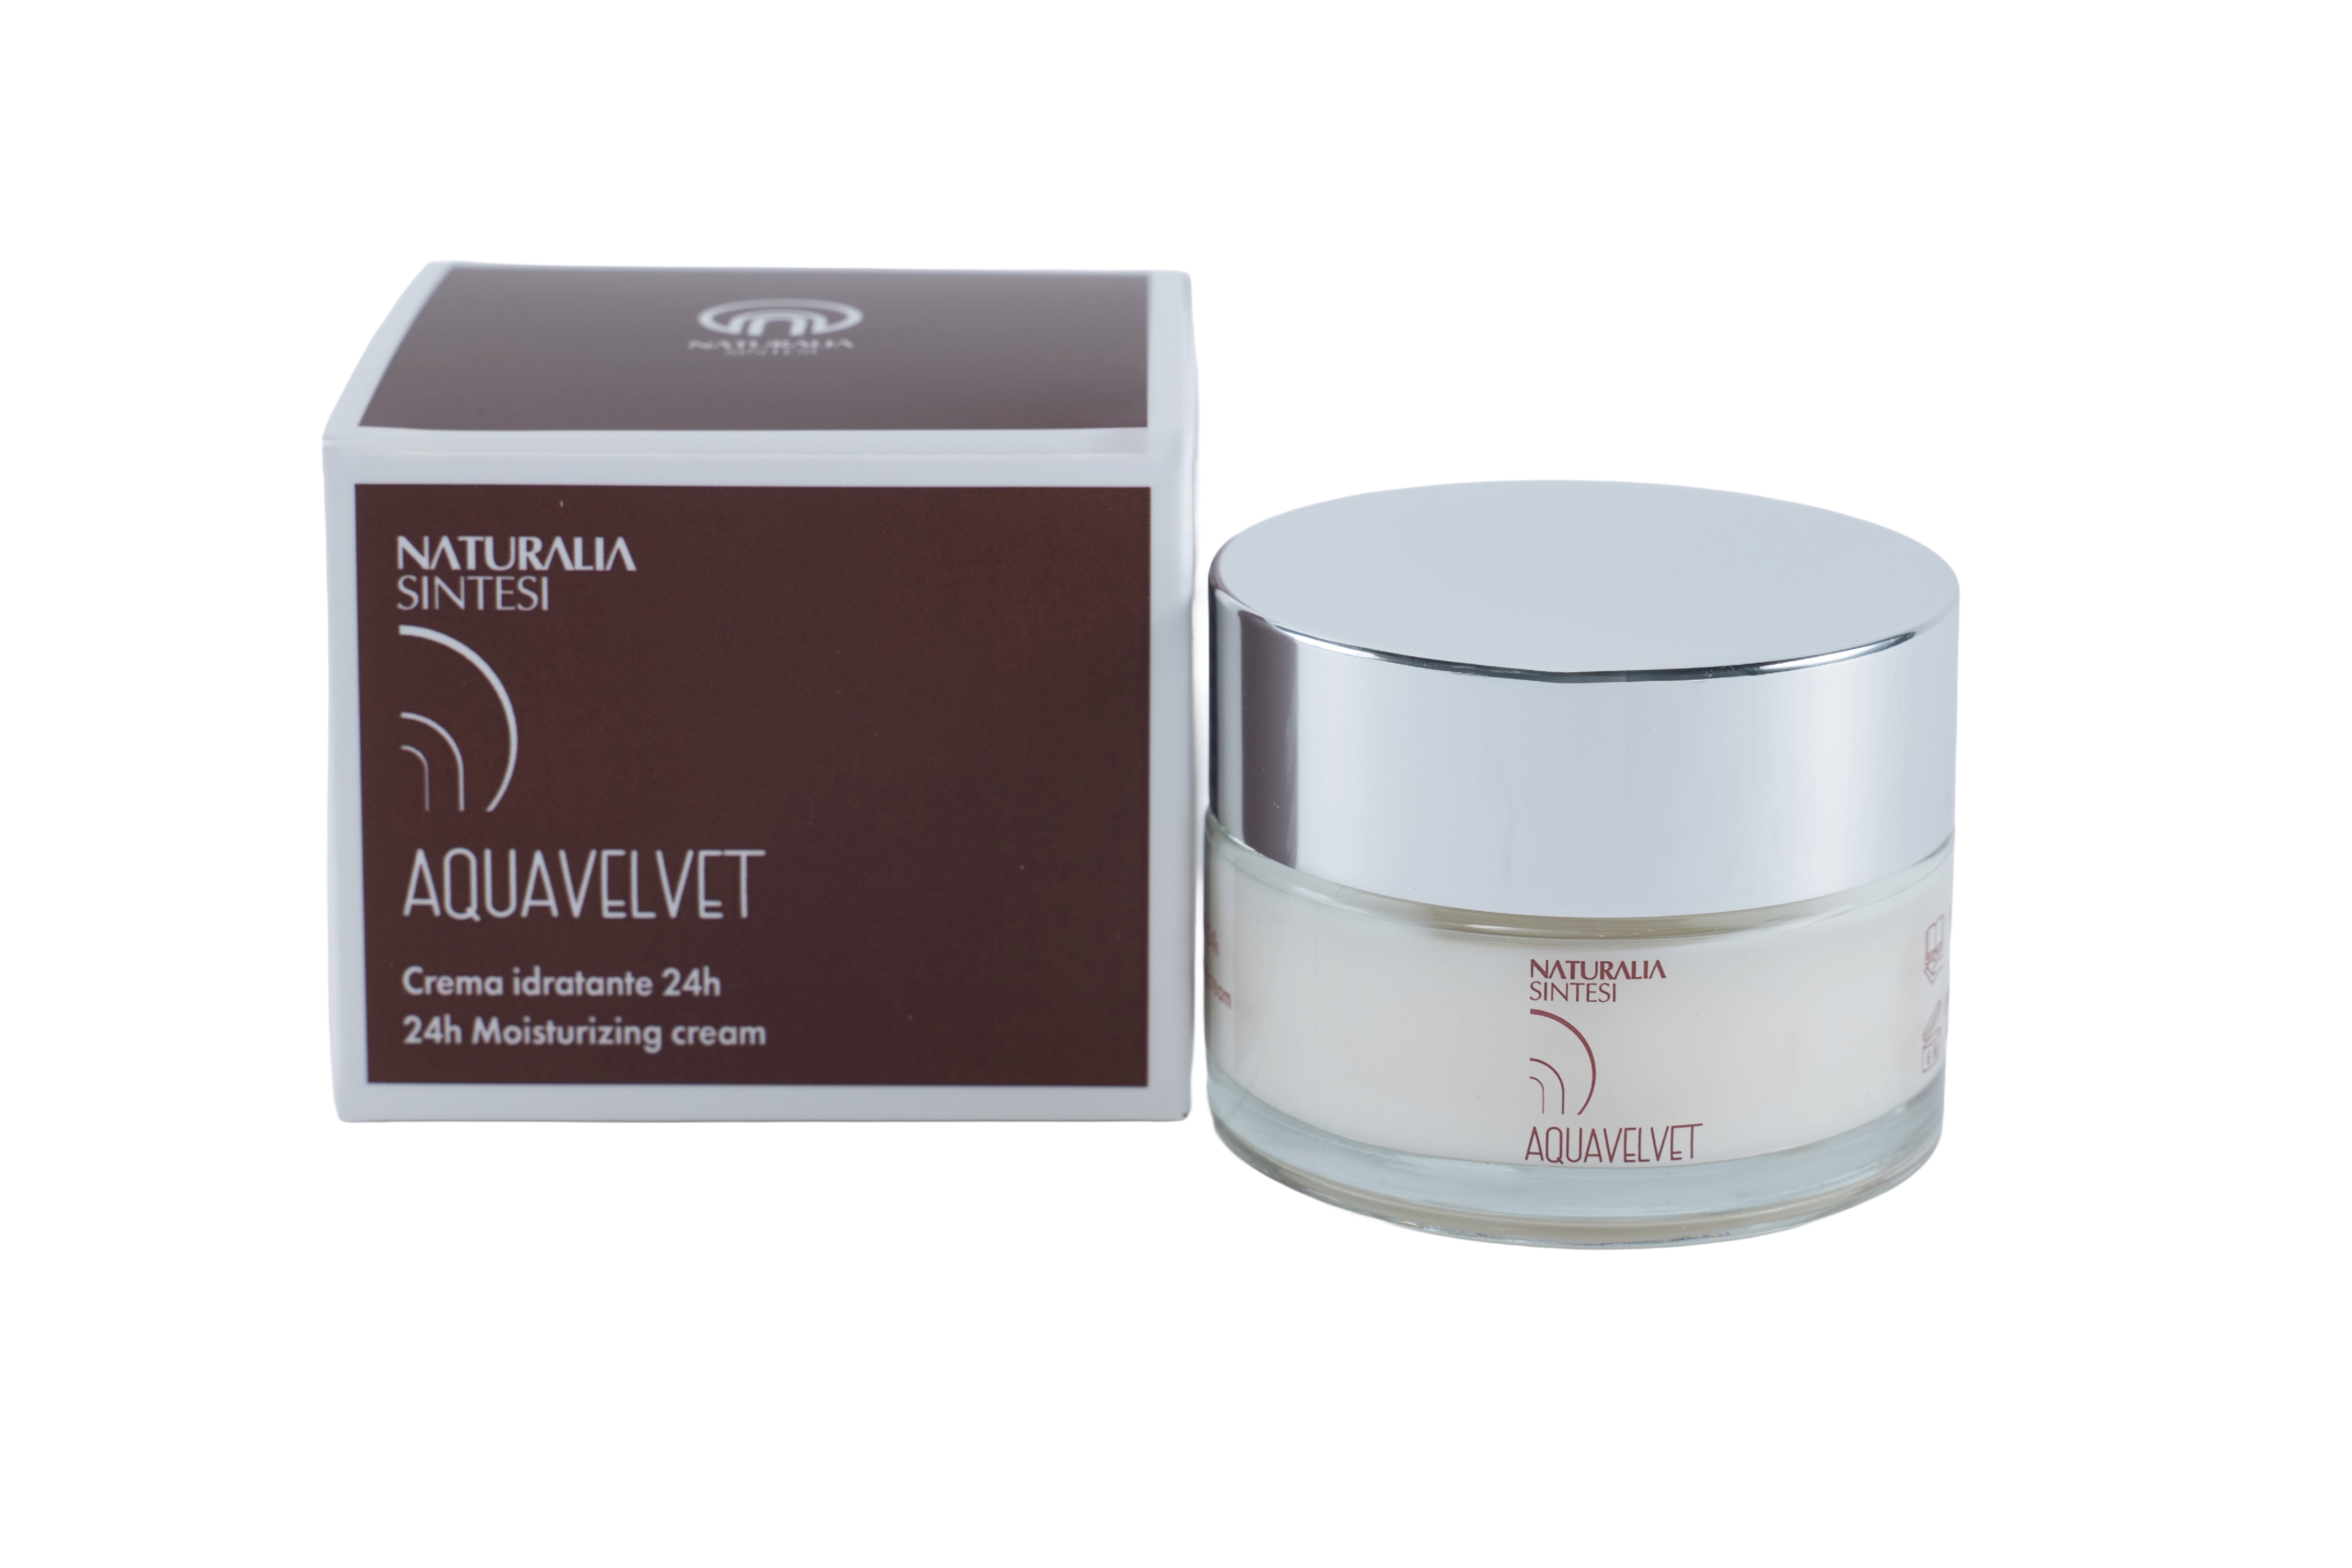 NATURALIA
SINTESI
NATURALIA
SINTESI
AQUAVELVET
Crema idratante 24h
24h Moisturizing cream
NATURALIA
SINTESI
AQUAVELVET